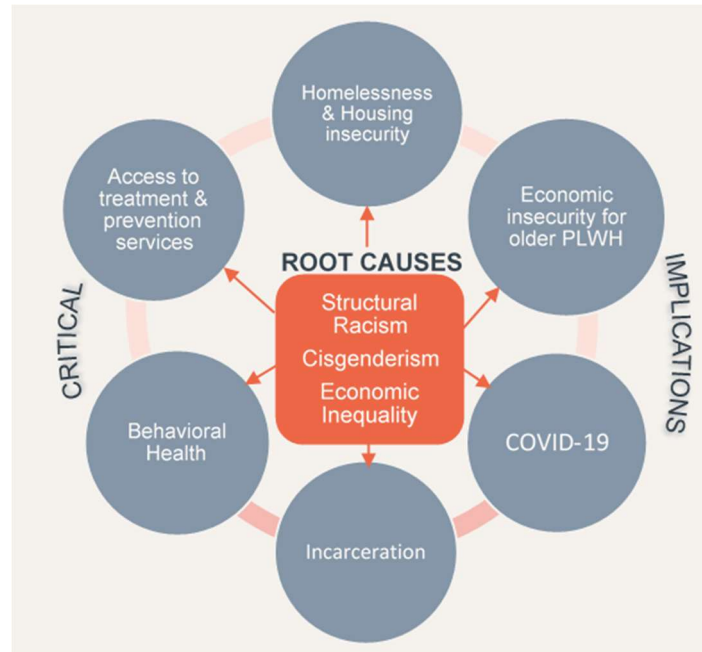 Homelessness
& Housing
insecurity
Access to
treatment &
prevention
services
Economic
insecurity for
older PLWH
ROOT CAUSES
Structural
Racism
Cisgenderism
Economic
Inequality
CRITICAL
IMPLICATIONS
Behavioral
Health
COVID-19
Incarceration